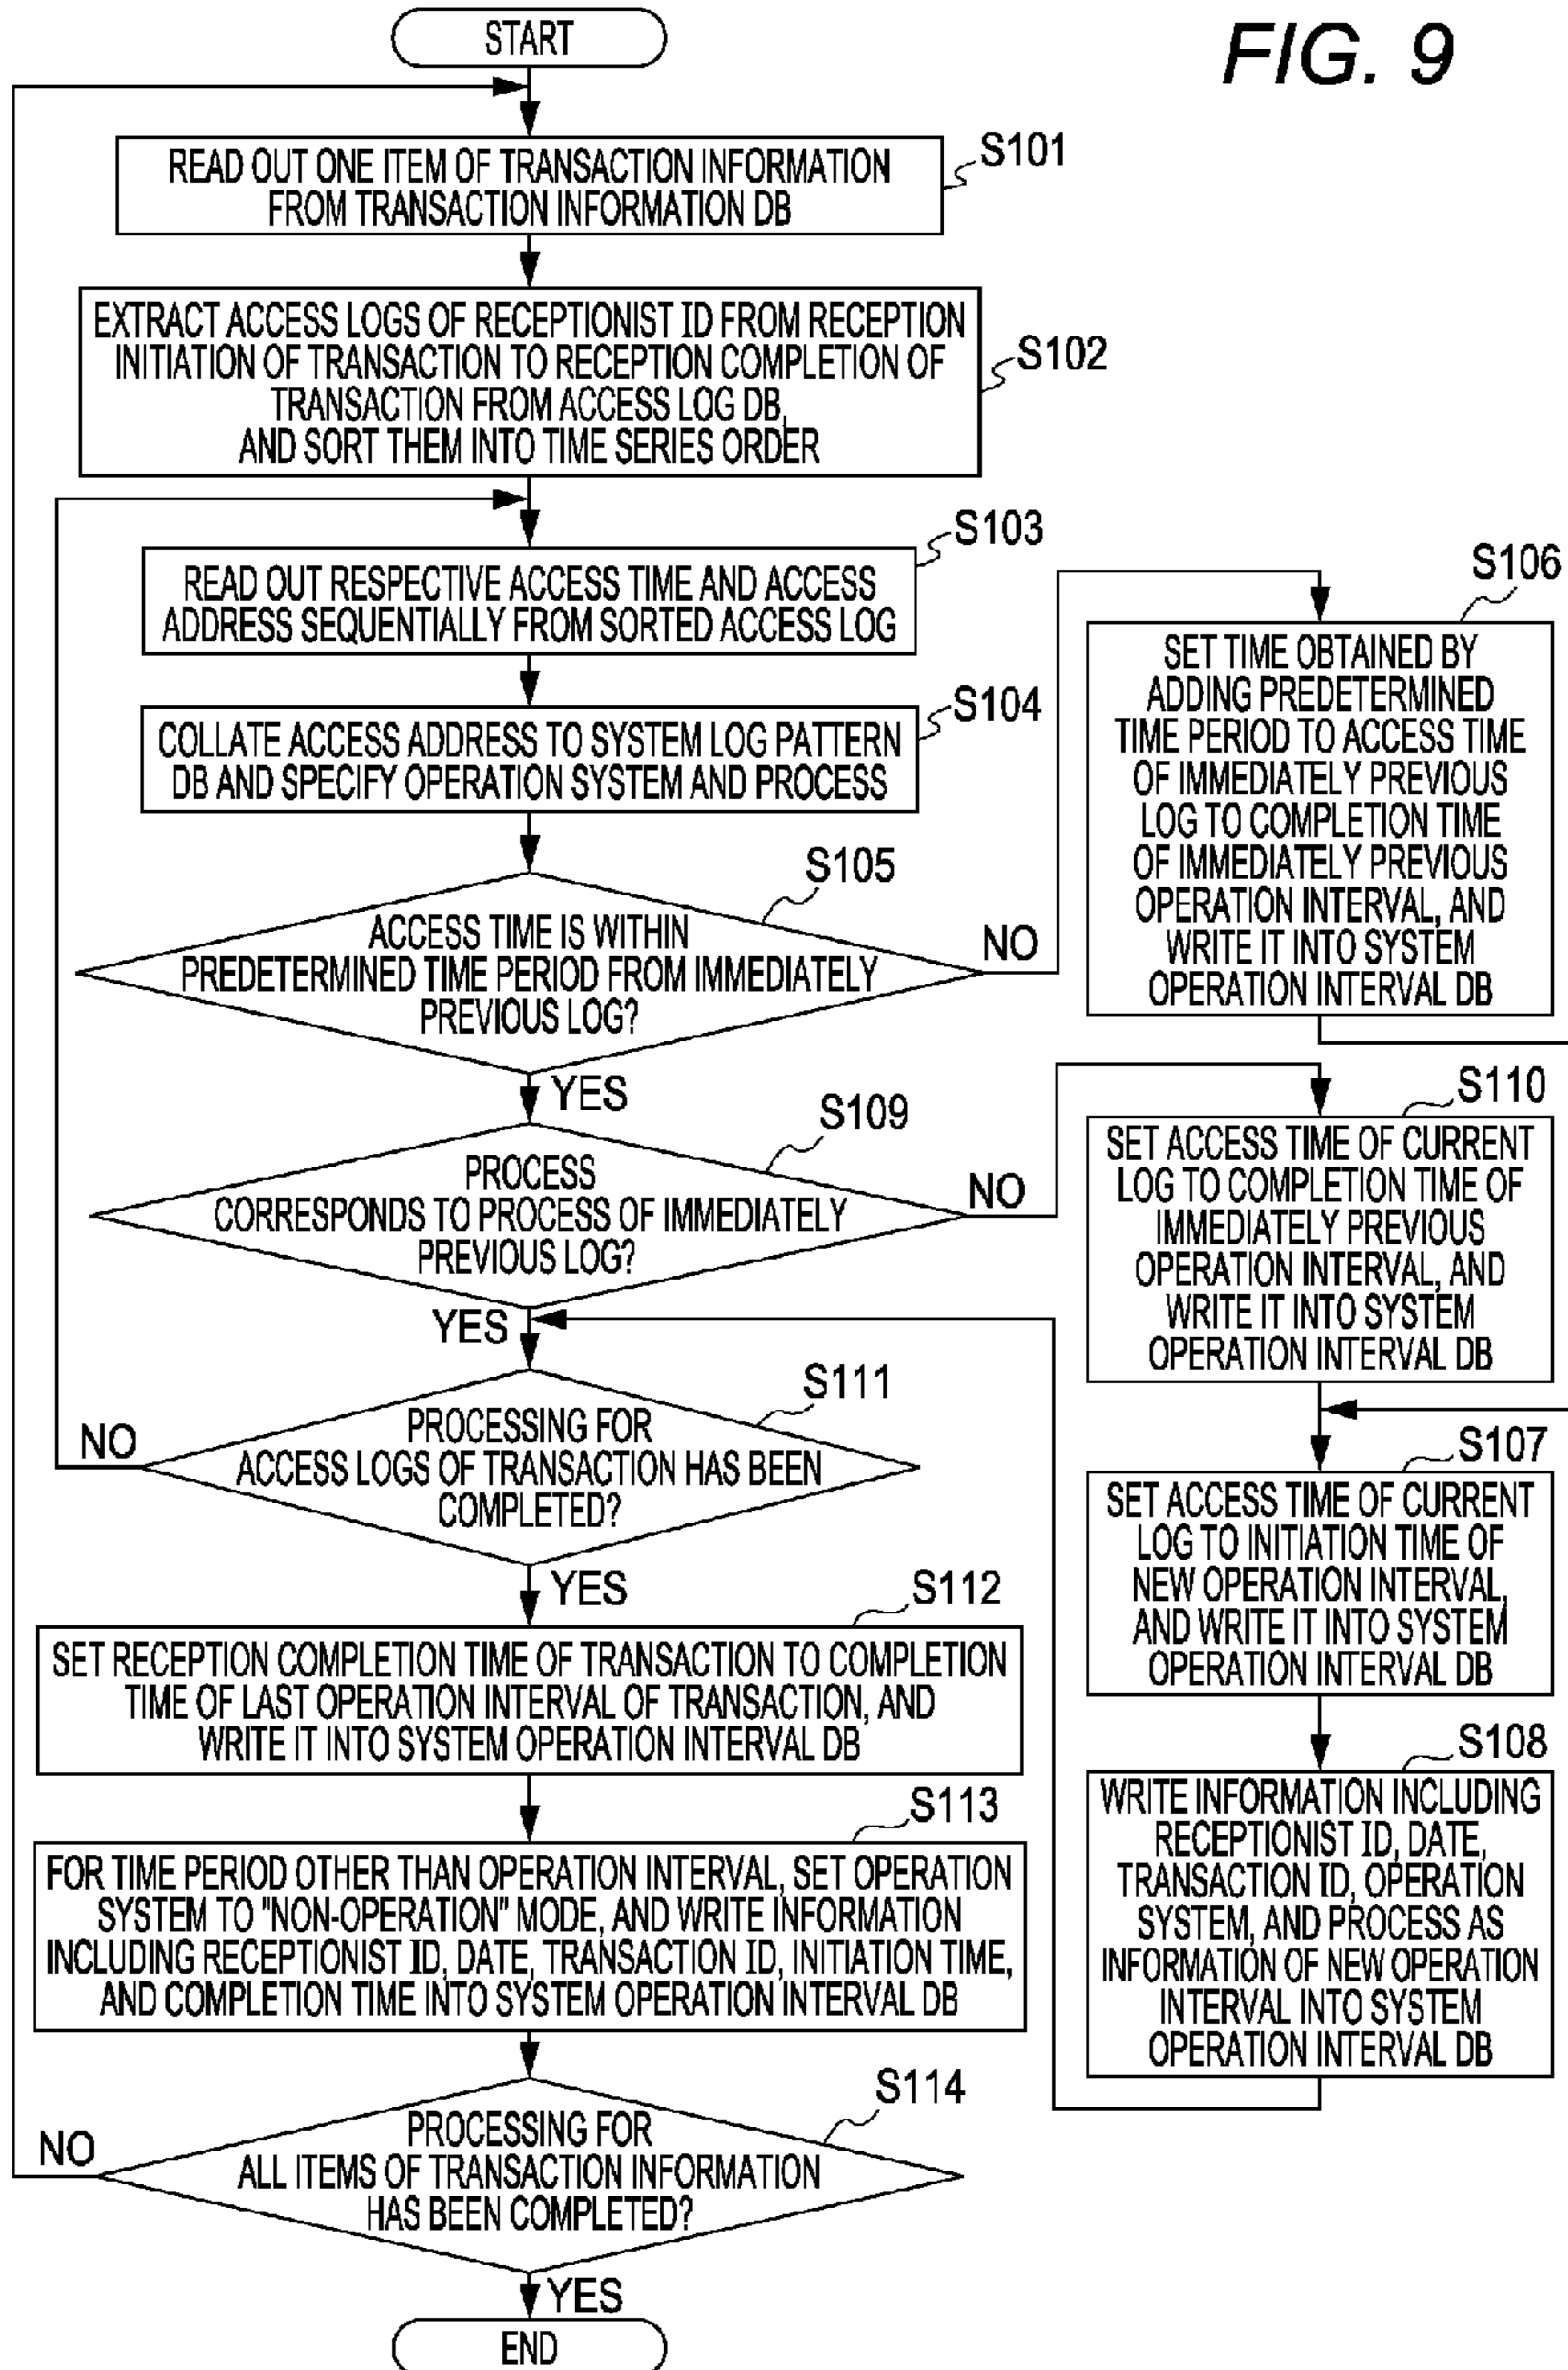 FIG. 9
START
S101
READ OUT ONE ITEM OF TRANSACTION INFORMATION
FROM TRANSACTION INFORMATION DB
S102
EXTRACT ACCESS LOGS OF RECEPTIONIST ID FROM RECEPTION
INITIATION OF TRANSACTION TO RECEPTION COMPLETION OF
TRANSACTION FROM ACCESS LOG DB,
AND SORT THEM INTO TIME SERIES ORDER
S103
READ OUT RESPECTIVE ACCESS TIME AND ACCESS
ADDRESS SEQUENTIALLY FROM SORTED ACCESS LOG
S104
COLLATE ACCESS ADDRESS TO SYSTEM LOG PATTERN
DB AND SPECIFY OPERATION SYSTEM AND PROCESS
S105
ACCESS TIME IS WITHIN
PREDETERMINED TIME PERIOD FROM IMMEDIATELY
PREVIOUS LOG?
NO
YES
S106
SET TIME OBTAINED BY
ADDING PREDETERMINED
TIME PERIOD TO ACCESS TIME
OF IMMEDIATELY PREVIOUS
LOG TO COMPLETION TIME
OF IMMEDIATELY PREVIOUS
OPERATION INTERVAL, AND
WRITE IT INTO SYSTEM
OPERATION INTERVAL DB
S109
PROCESS
CORRESPONDS TO PROCESS OF IMMEDIATELY
PREVIOUS LOG?
NO
YES
S110
SET ACCESS TIME OF CURRENT
LOG TO COMPLETION TIME OF
IMMEDIATELY PREVIOUS
OPERATION INTERVAL, AND
WRITE IT INTO SYSTEM
OPERATION INTERVAL DB
S107
SET ACCESS TIME OF CURRENT
LOG TO INITIATION TIME OF
NEW OPERATION INTERVAL,
AND WRITE IT INTO SYSTEM
OPERATION INTERVAL DB
S108
WRITE INFORMATION INCLUDING
RECEPTIONIST ID, DATE,
TRANSACTION ID, OPERATION
SYSTEM, AND PROCESS AS
INFORMATION OF NEW OPERATION
INTERVAL INTO SYSTEM
OPERATION INTERVAL DB
S111
PROCESSING FOR
ACCESS LOGS OF TRANSACTION HAS BEEN
COMPLETED?
NO
YES
S112
SET RECEPTION COMPLETION TIME OF TRANSACTION TO COMPLETION
TIME OF LAST OPERATION INTERVAL OF TRANSACTION, AND
WRITE IT INTO SYSTEM OPERATION INTERVAL DB
S113
FOR TIME PERIOD OTHER THAN OPERATION INTERVAL, SET OPERATION
SYSTEM TO "NON-OPERATION" MODE, AND WRITE INFORMATION
INCLUDING RECEPTIONIST ID, DATE, TRANSACTION ID, INITIATION TIME,
AND COMPLETION TIME INTO SYSTEM OPERATION INTERVAL DB
S114
PROCESSING FOR
ALL ITEMS OF TRANSACTION INFORMATION
HAS BEEN COMPLETED?
NO
YES
END